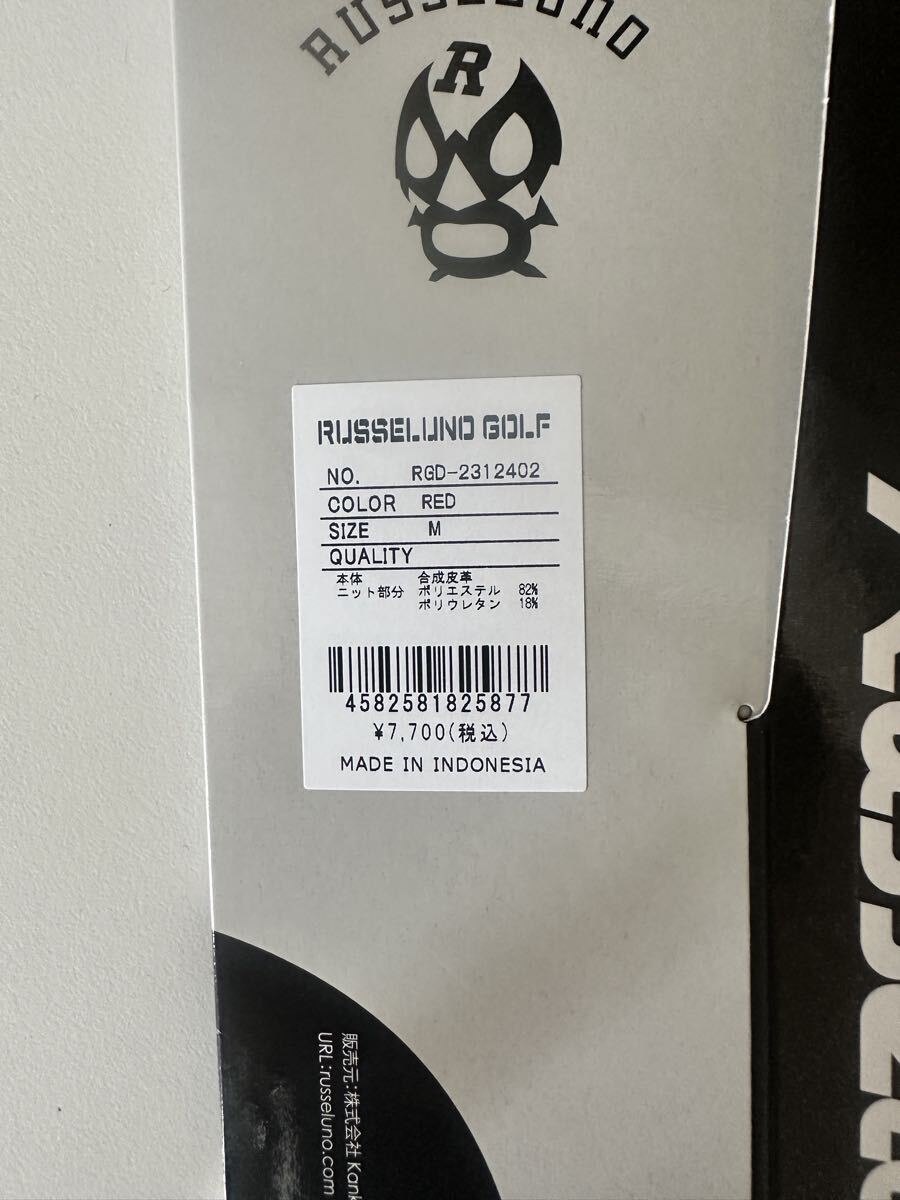 RUSSELUNO
R
RUSSELUNO GOLF
NO. RGD-2312402
COLOR RED
SIZE M
QUALITY
本体 合成皮革
ニット部分 ポリエステル 82%
ポリウレタン 18%
4582581825877
¥7,700(税込)
MADE IN INDONESIA
販売元:株式会社 Kank
URL:russeluno.com